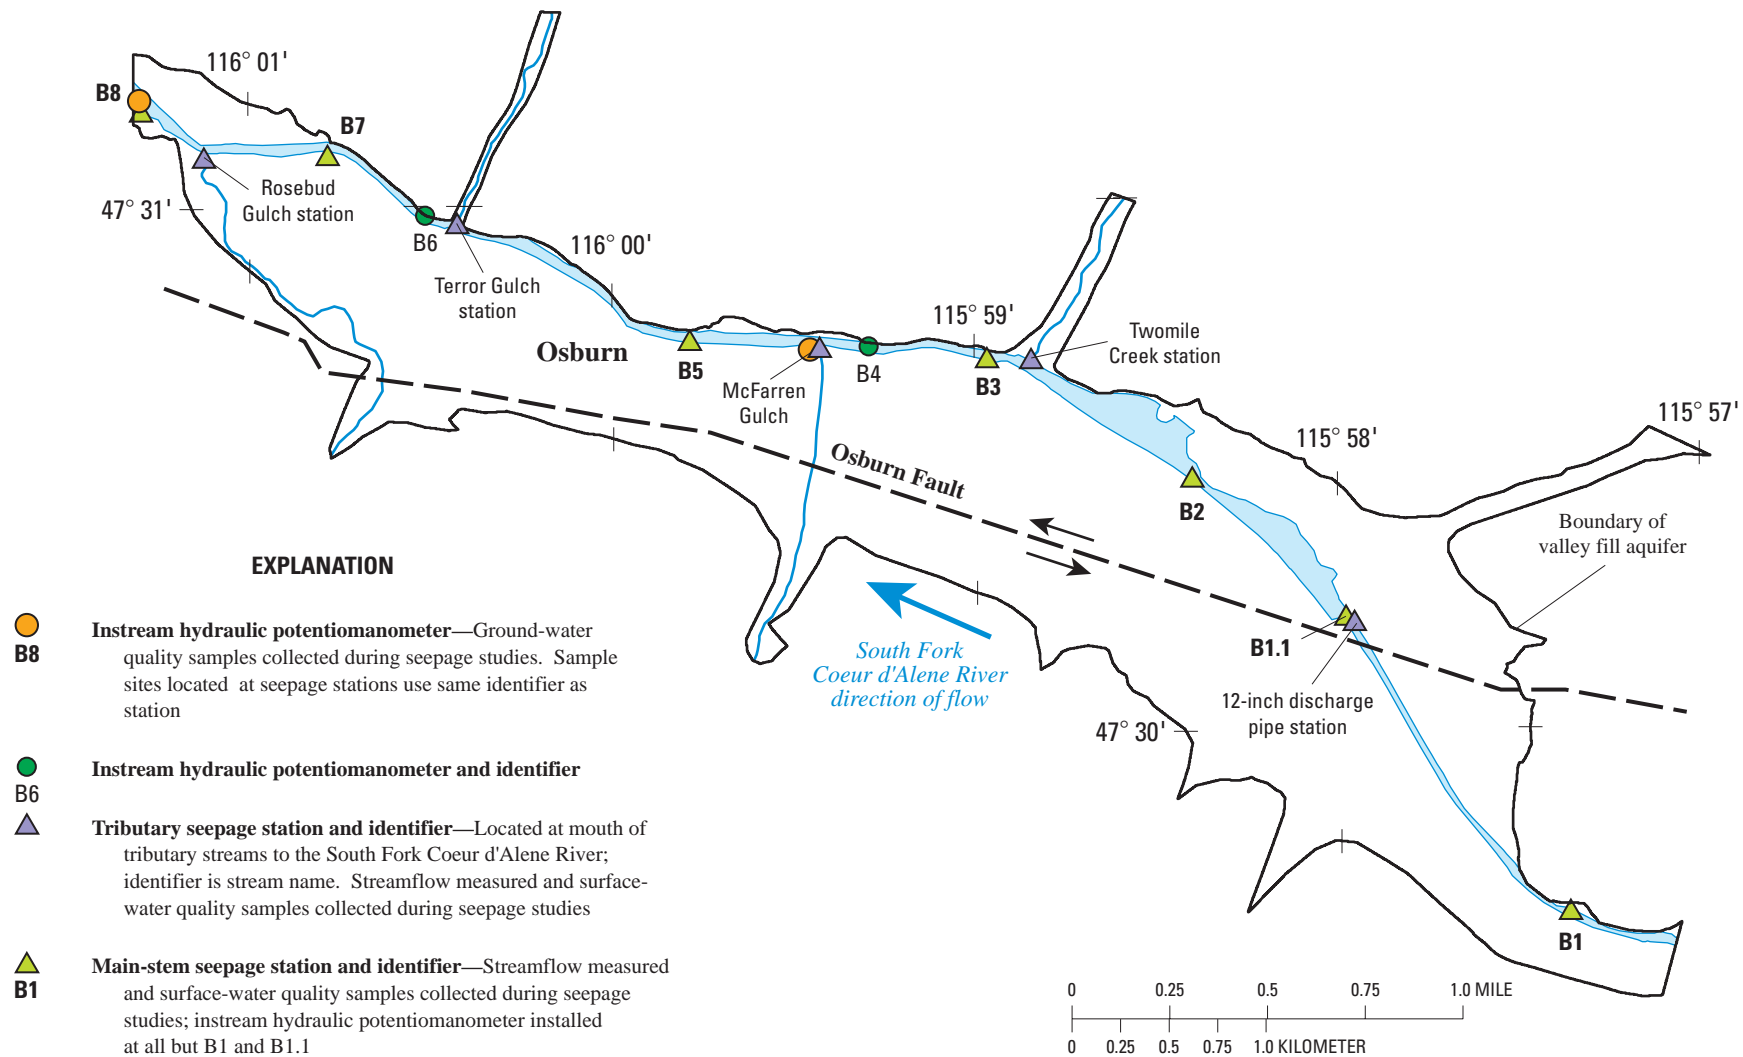 116° 01'
B8
B7
Rosebud
Gulch station
47° 31'
B6
116° 00'
Terror Gulch
station
Osburn
B5
McFarren
Gulch
B4
115° 59'
B3
Twomile
Creek station
115° 58'
115° 57'
Osburn Fault
B2
Boundary of
valley fill aquifer
B1.1
12-inch discharge
pipe station
South Fork
Coeur d'Alene River
direction of flow
47° 30'
B1
EXPLANATION
B8
Instream hydraulic potentiomanometer—Ground-water
quality samples collected during seepage studies. Sample
sites located at seepage stations use same identifier as
station
Instream hydraulic potentiomanometer and identifier
B6
Tributary seepage station and identifier—Located at mouth of
tributary streams to the South Fork Coeur d'Alene River;
identifier is stream name. Streamflow measured and surface-
water quality samples collected during seepage studies
Main-stem seepage station and identifier—Streamflow measured
B1
and surface-water quality samples collected during seepage
studies; instream hydraulic potentiomanometer installed
at all but B1 and B1.1
0 0.25 0.5 0.75 1.0 MILE
0 0.25 0.5 0.75 1.0 KILOMETER